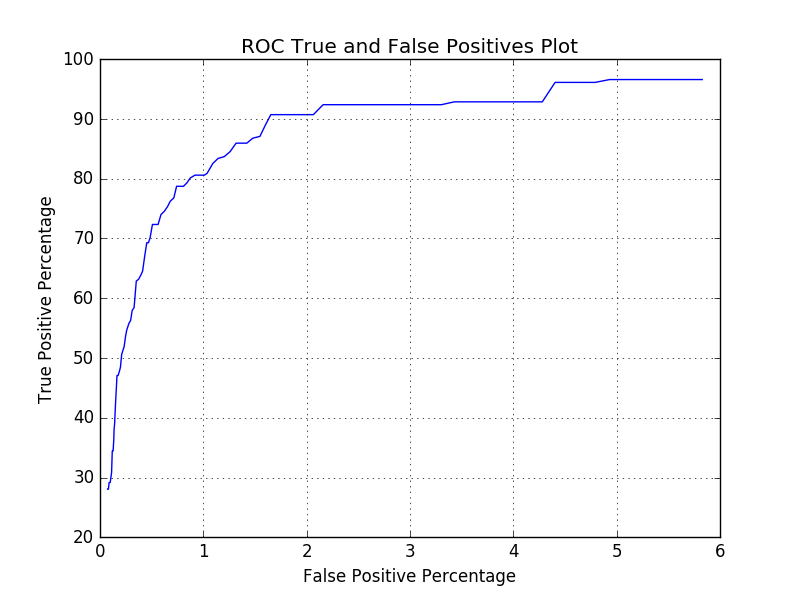 ROC True and False Positives Plot
100
90
80
70
60
50
40
30
20
True Positive Percentage
0 1 2 3 4 5 6
False Positive Percentage